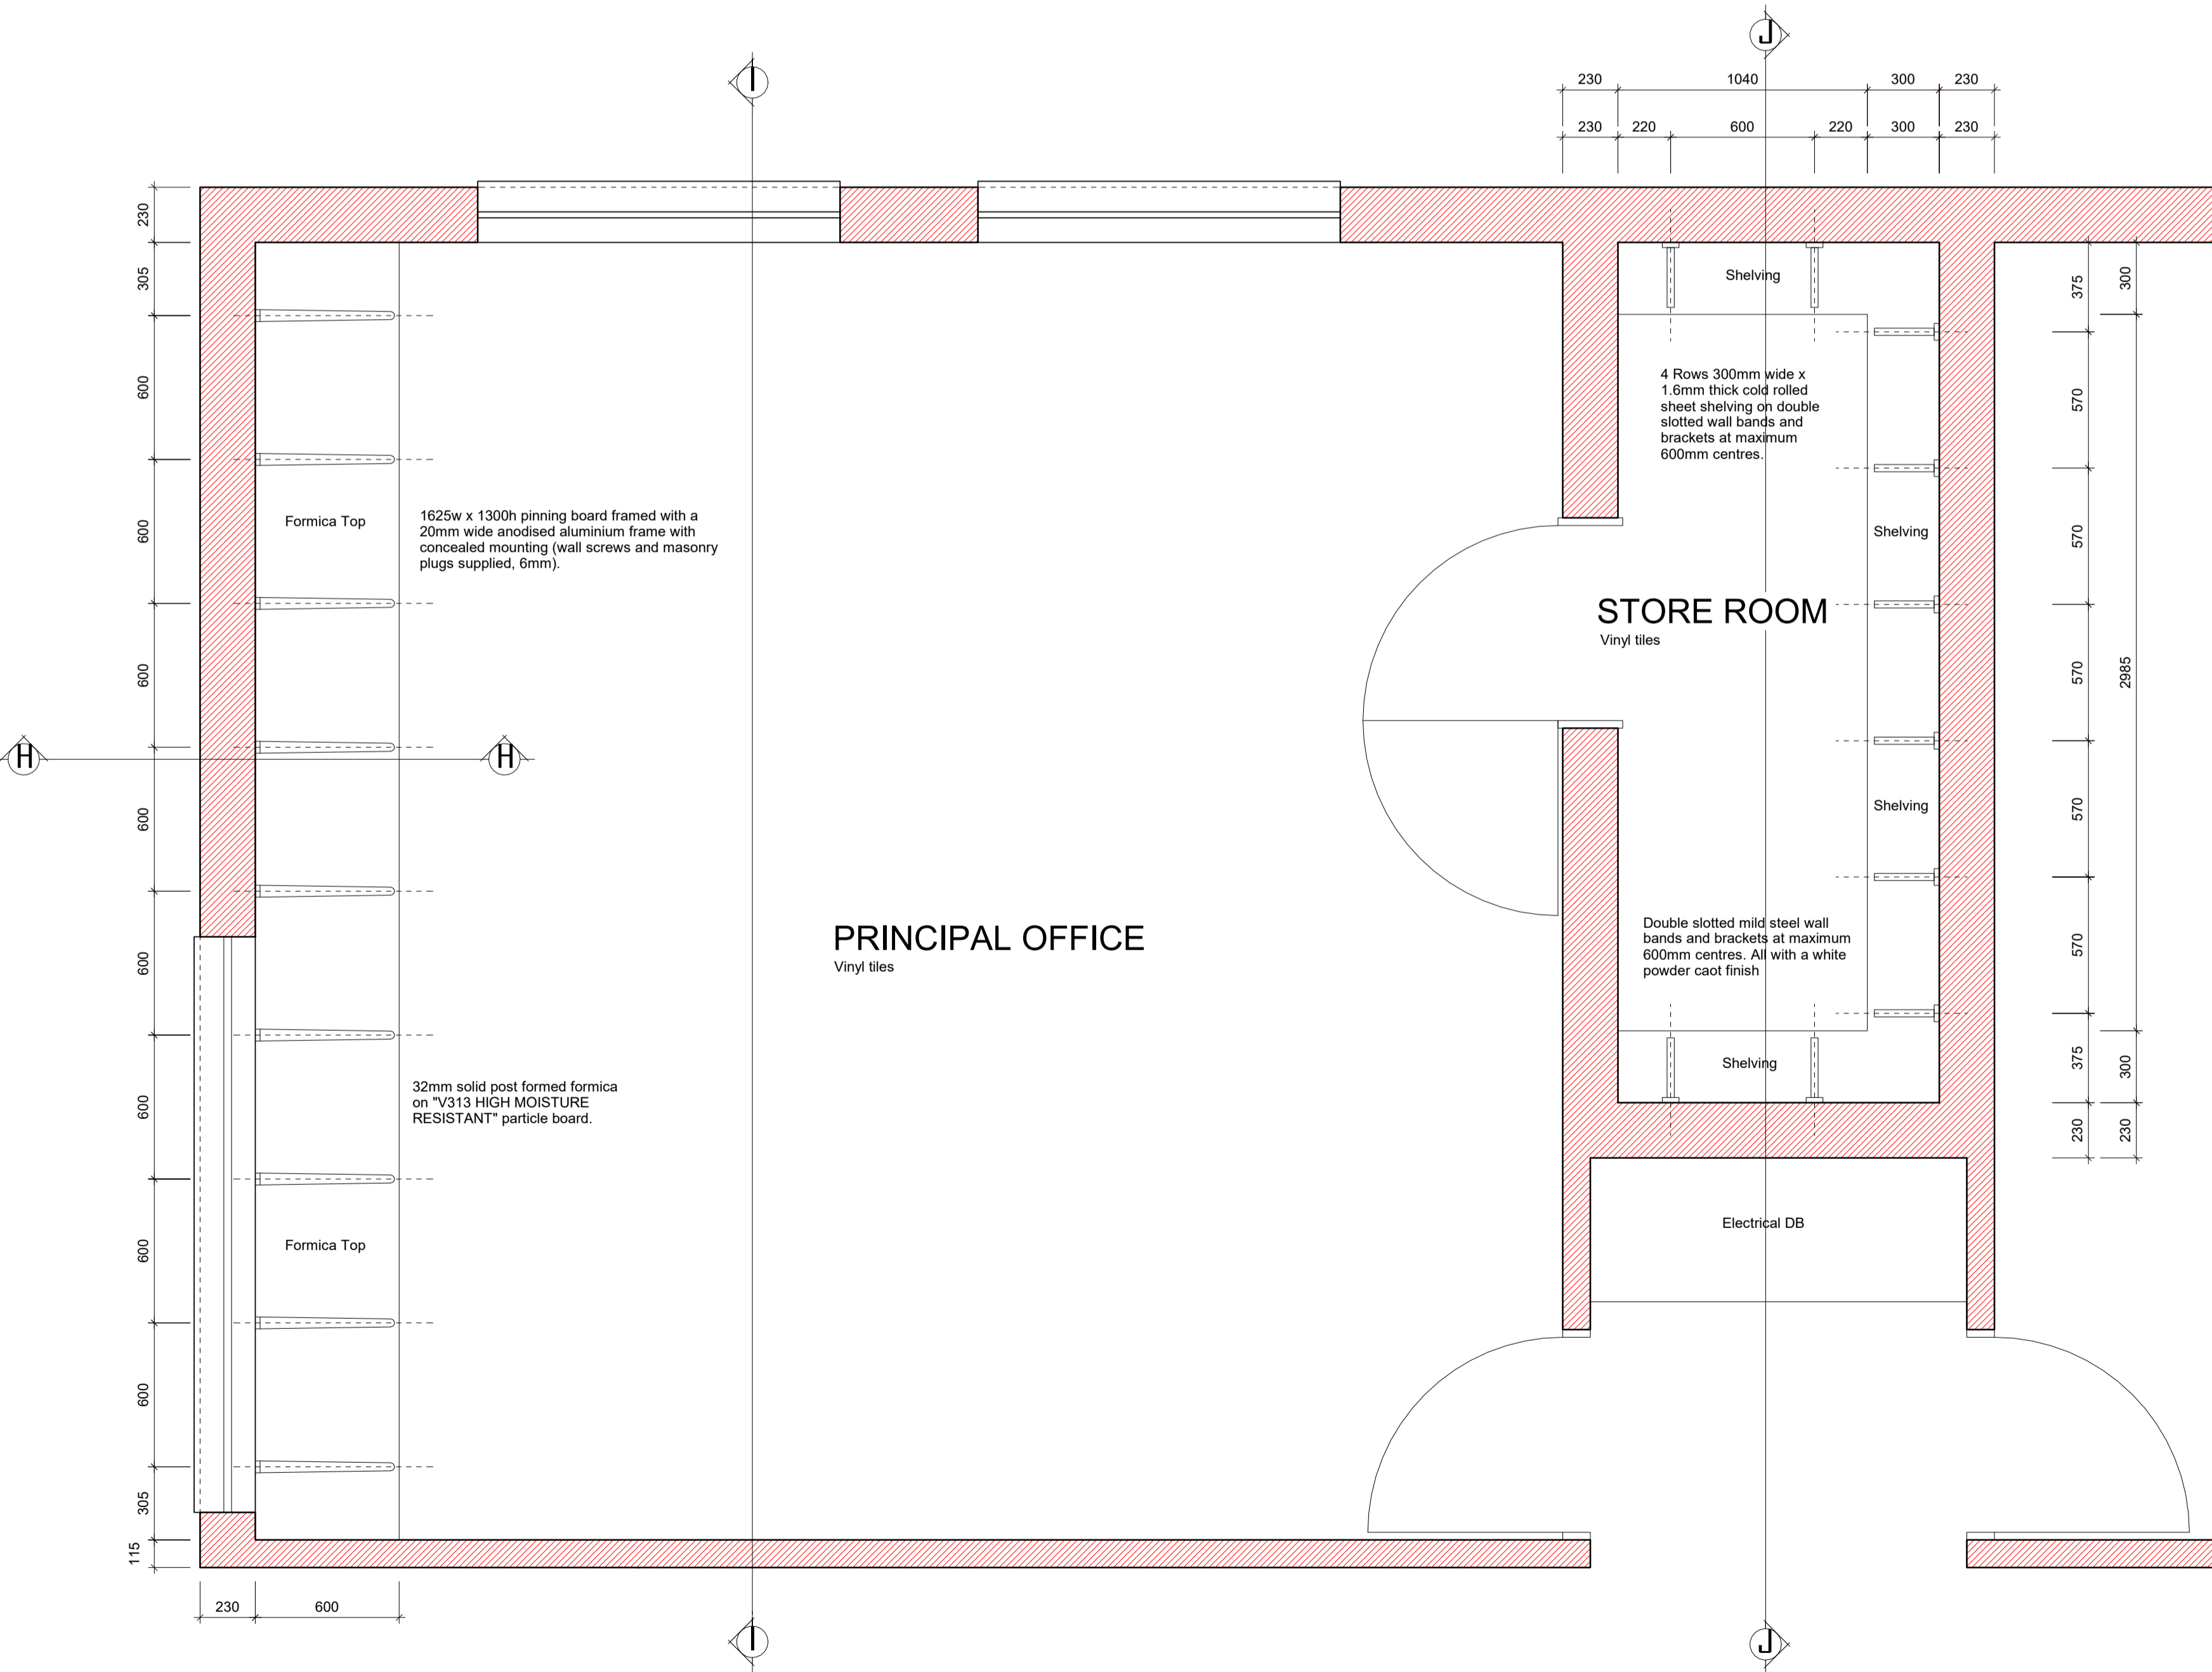 J
I
230 1040 300 230
230 220 600 220 300 230
230
305
600
600
600
600
600
600
600
600
305
115
Shelving
375
300
4 Rows 300mm wide x
1.6mm thick cold rolled
sheet shelving on double
slotted wall bands and
brackets at maximum
600mm centres.
570
570
570
570
570
2985
375
300
230
230
Formica Top
1625w x 1300h pinning board framed with a
20mm wide anodised aluminium frame with
concealed mounting (wall screws and masonry
plugs supplied, 6mm).
Shelving
STORE ROOM
Vinyl tiles
H
H
Shelving
PRINCIPAL OFFICE
Vinyl tiles
Double slotted mild steel wall
bands and brackets at maximum
600mm centres. All with a white
powder caot finish
Shelving
32mm solid post formed formica
on "V313 HIGH MOISTURE
RESISTANT" particle board.
Formica Top
Electrical DB
230 600
I
J